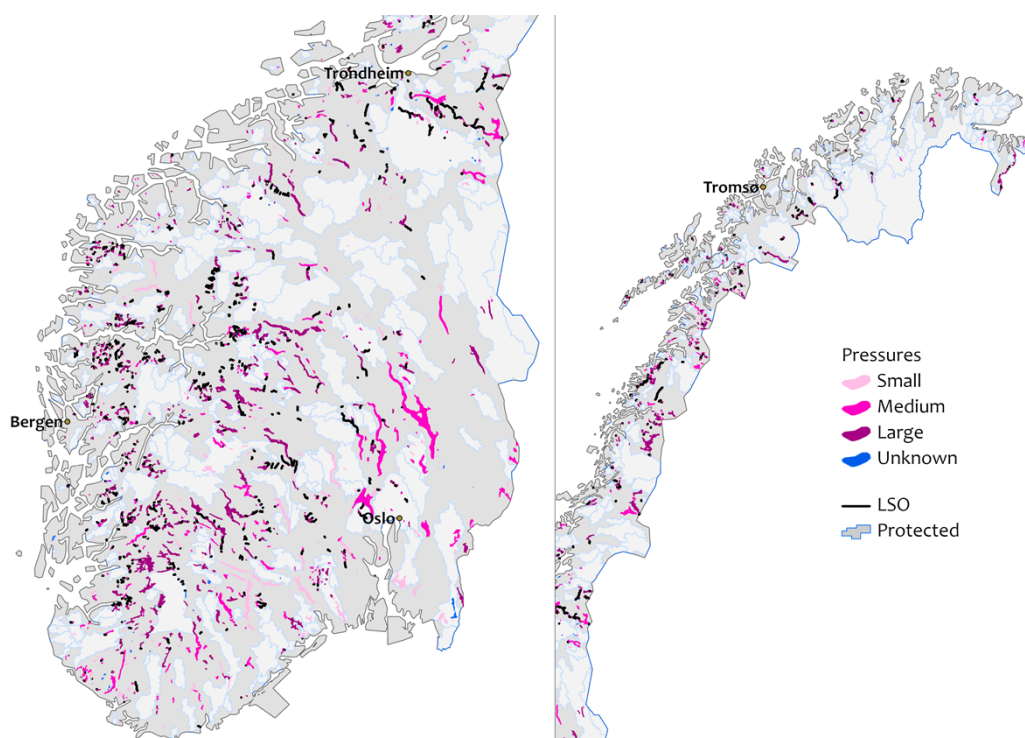 Trondheim
Tromsø
Pressures
Small
Medium
Bergen
Large
Unknown
LSO
Oslo
Protected